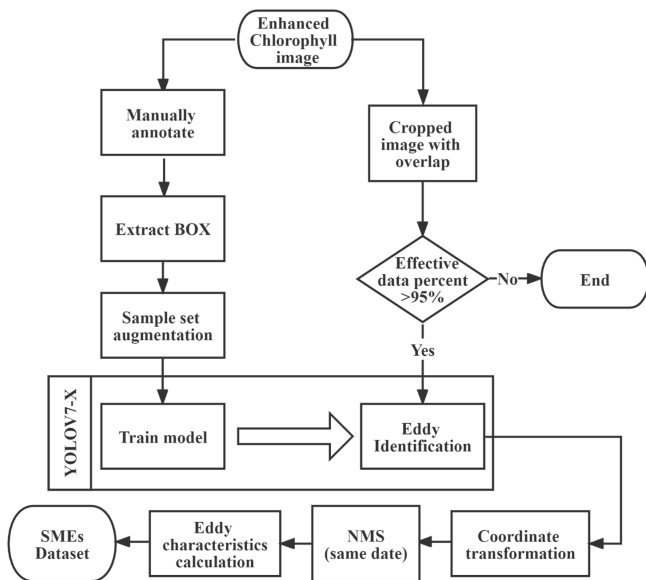 Enhanced
Chlorophyll
image
Manually
annotate
Cropped
image with
overlap
Extract BOX
Effective
data percent
>95%
No
End
Sample set
augmentation
Yes
YOLOV7-X
Train model
Eddy
Identification
SMEs
Dataset
Eddy
characteristics
calculation
NMS
(same date)
Coordinate
transformation